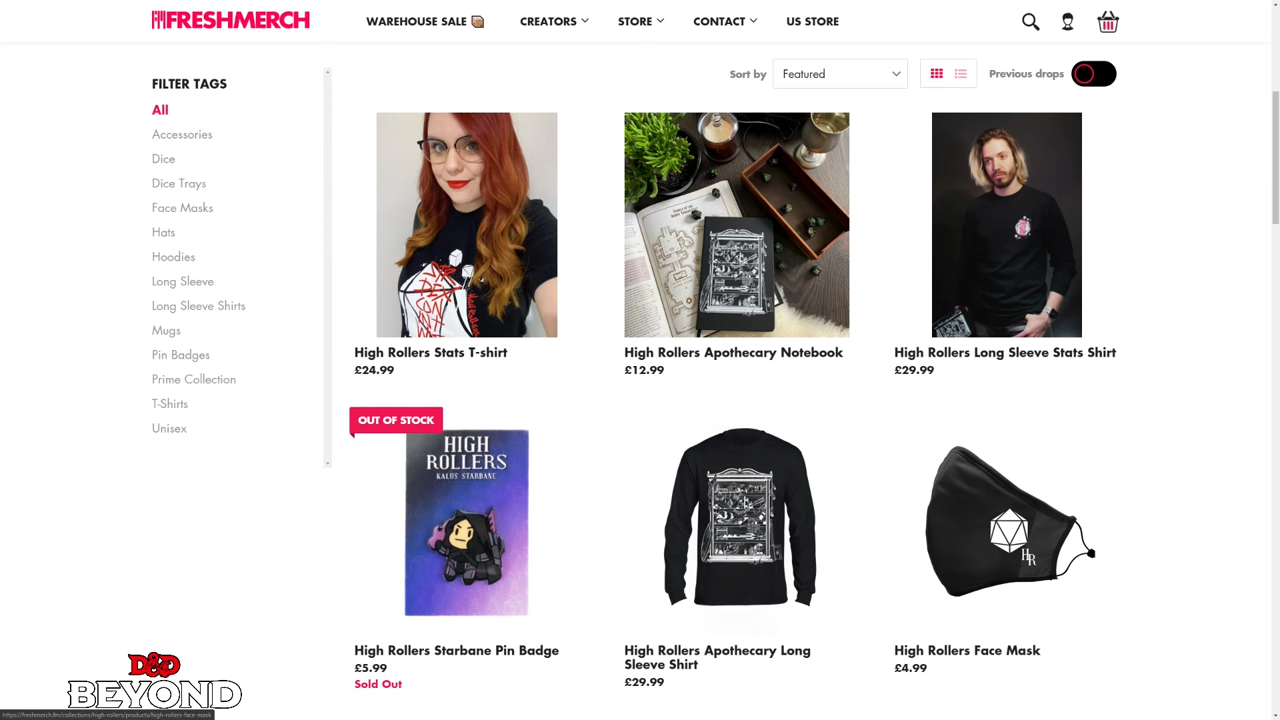 FRESHMERCH
WAREHOUSE SALE
CREATORS
STORE
CONTACT
US STORE
FILTER TAGS
All
Accessories
Dice
Dice Trays
Face Masks
Hats
Hoodies
Long Sleeve
Long Sleeve Shirts
Mugs
Pin Badges
Prime Collection
T-Shirts
Unisex
Sort by
Featured
Previous drops
High Rollers Stats T-shirt
£24.99
High Rollers Apothecary Notebook
£12.99
High Rollers Long Sleeve Stats Shirt
£29.99
OUT OF STOCK
HIGH
ROLLERS
KALUS STARBANE
High Rollers Starbane Pin Badge
£5.99
Sold Out
High Rollers Apothecary Long
Sleeve Shirt
£29.99
HR
High Rollers Face Mask
£4.99
D&D
BEYOND
https://freshmerch.fm/collections/high-rollers/products/high-rollers-face-mask